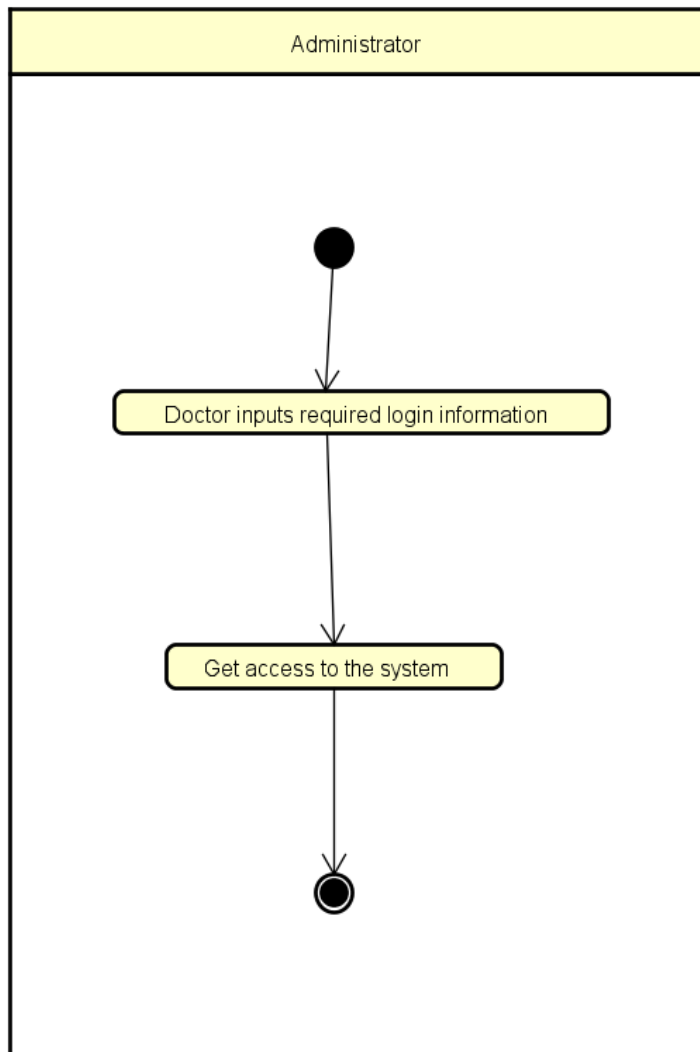 Administrator
Doctor inputs required login information
Get access to the system